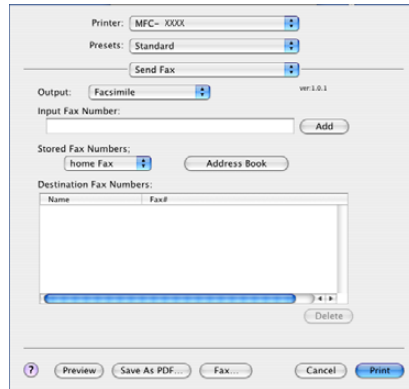 Printer: MFC- XXXX
Presets: Standard
Send Fax
Output: Facsimile
ver.1.0.1
Input Fax Number:
Add
Stored Fax Numbers:
home Fax Address Book
Destination Fax Numbers:
Name Fax#
Delete
? Preview Save As PDF... Fax... Cancel Print